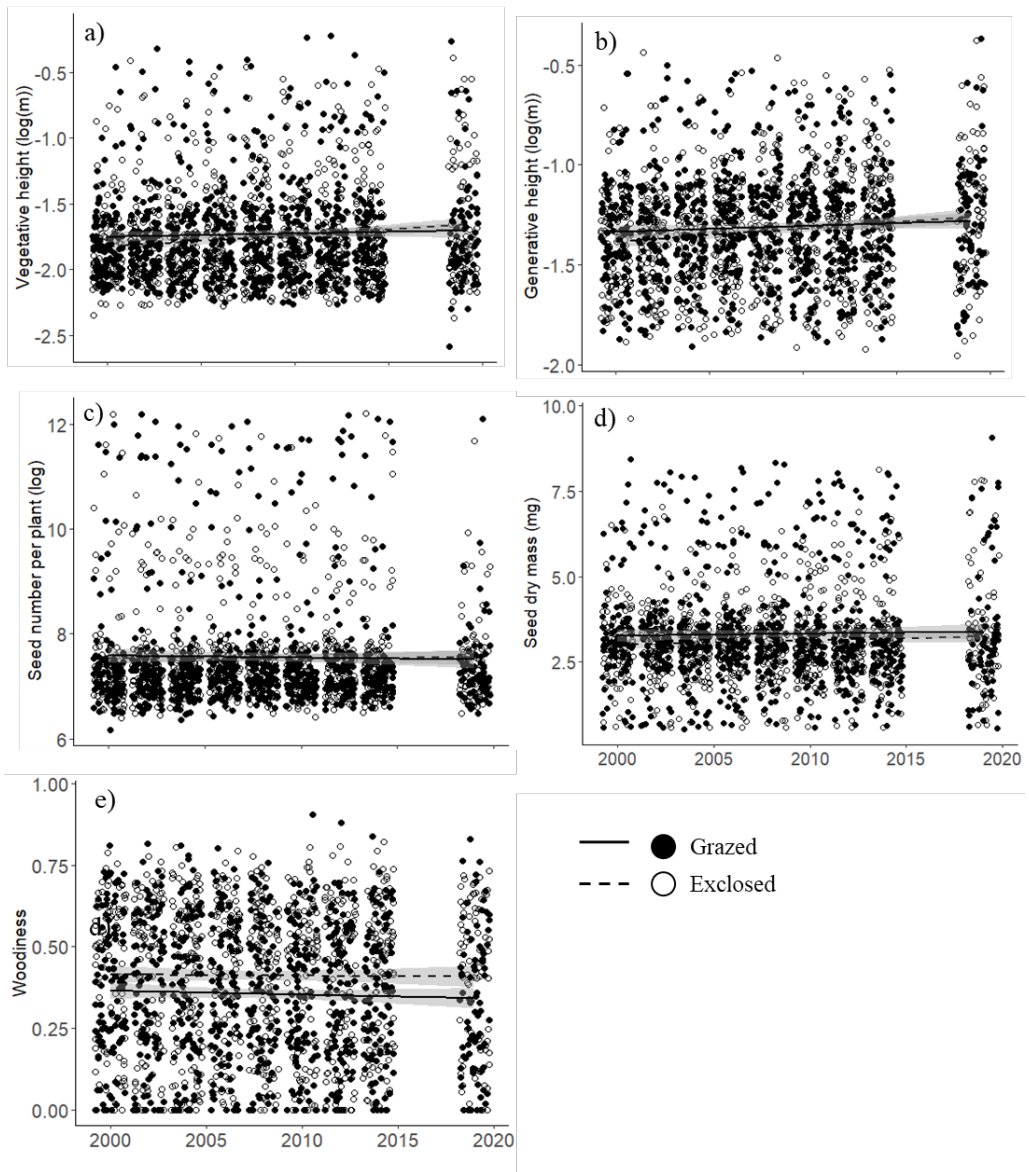 a)
Vegetative height (log(m))
-0.5
-1.0
-1.5
-2.0
-2.5
b)
Generative height (log(m))
-0.5
-1.0
-1.5
-2.0
c)
Seed number per plant (log)
12
10
8
6
d)
Seed dry mass (mg)
10.0
7.5
5.0
2.5
2000 2005 2010 2015 2020
e)
Woodiness
1.00
0.75
d)
0.50
0.25
0.00
2000 2005 2010 2015 2020
Grazed
Exclosed